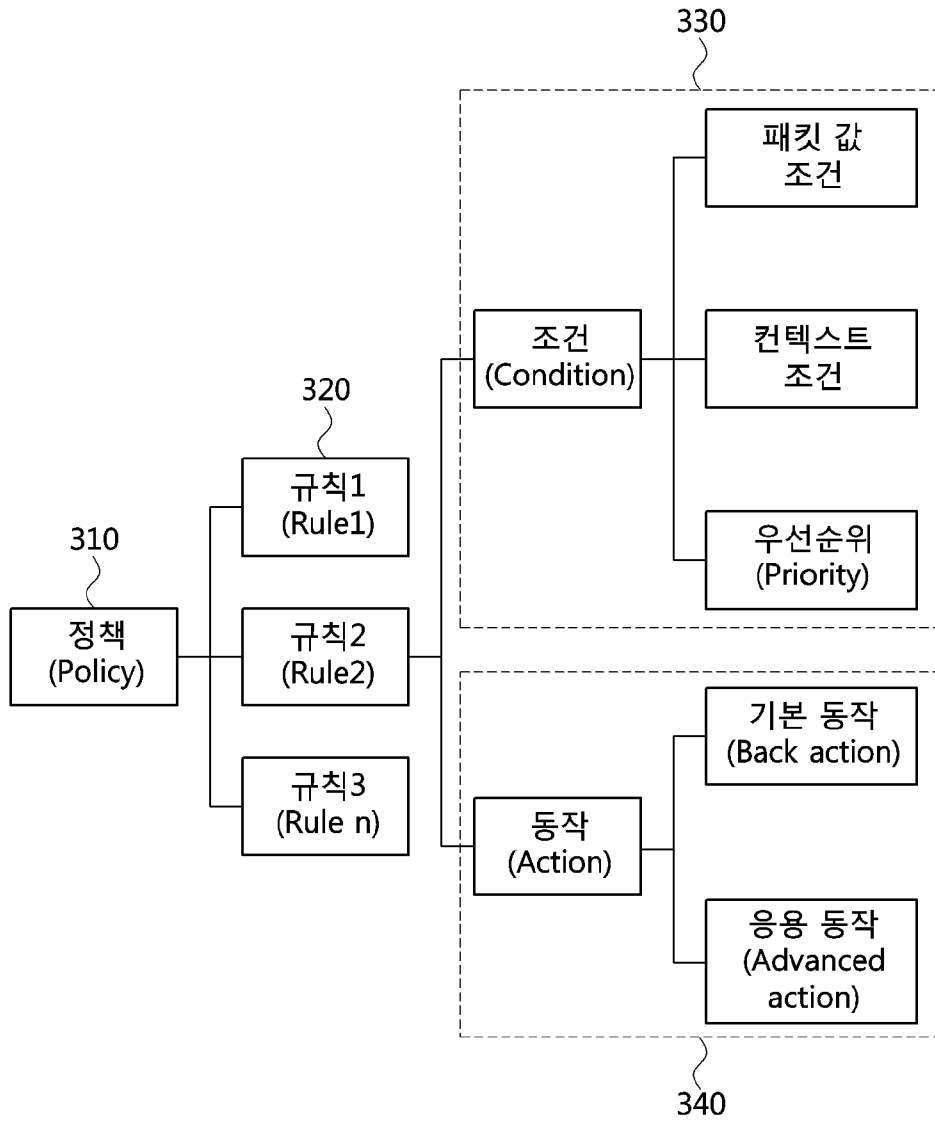 330
패킷 값
조건
조건
(Condition)
컨텍스트
조건
320
규칙1
(Rule1)
우선순위
(Priority)
310
정책
(Policy)
규칙2
(Rule2)
기본 동작
(Back action)
규칙3
(Rule n)
동작
(Action)
응용 동작
(Advanced
action)
340